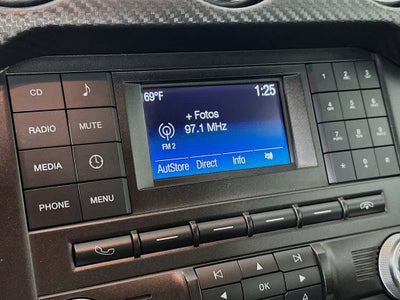 CD
RADIO
MUTE
MEDIA
PHONE
MENU
69°F
1:25
+ Fotos
97.1 MHz
FM 2
AutStore Direct Info
1 2 3
4 5 6
7 8 9
* 0 #
OK